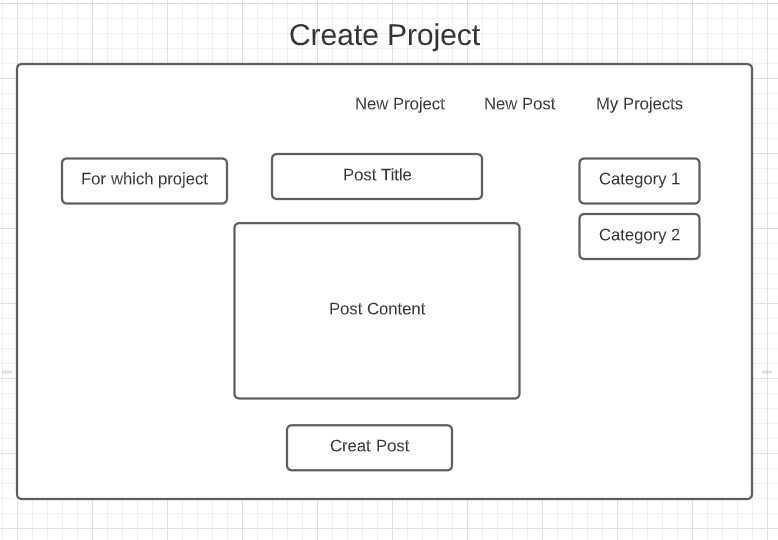 Create Project
New Project New Post My Projects
For which project
Post Title
Category 1
Category 2
Post Content
Creat Post